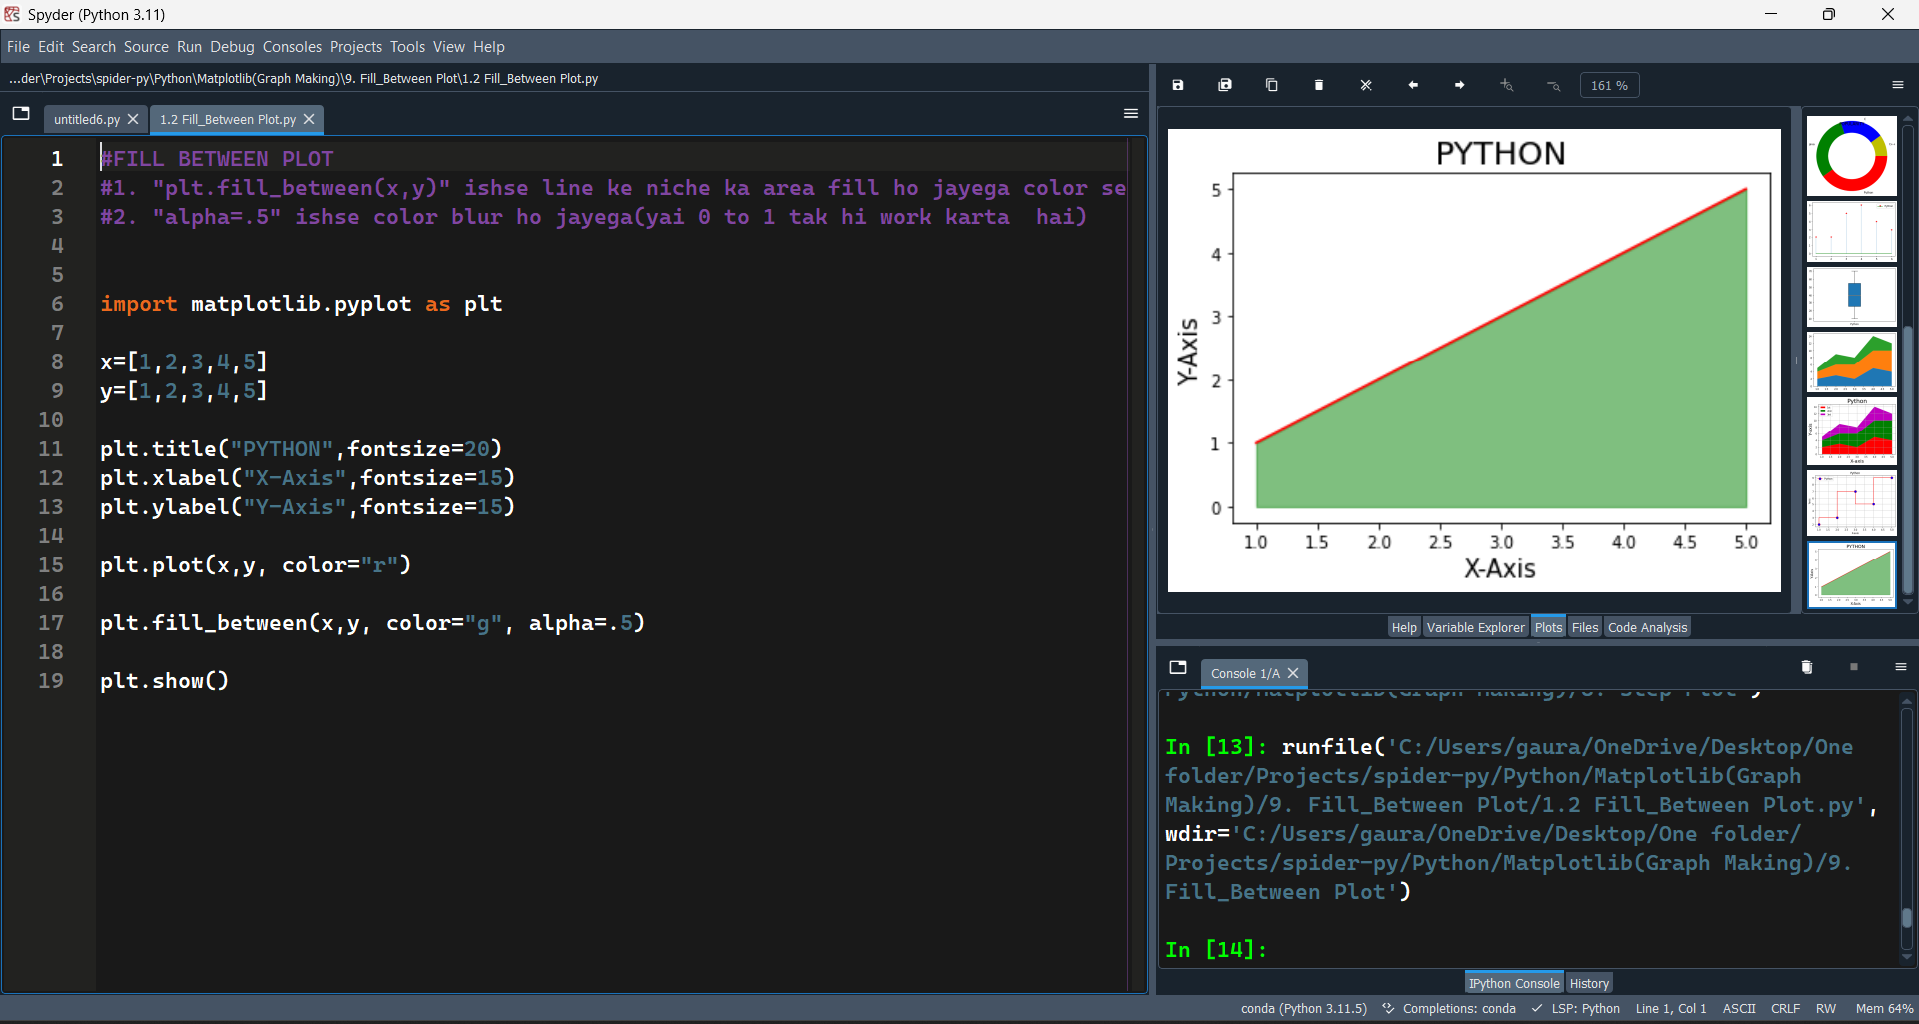 Spyder (Python 3.11)
File Edit Search Source Run Debug Consoles Projects Tools View Help
...der\Projects\spider-py\Python\Matplotlib(Graph Making)\9. Fill_Between Plot\1.2 Fill_Between Plot.py
untitled6.py
1.2 Fill_Between Plot.py
1 #FILL BETWEEN PLOT
2 #1. "plt.fill_between(x,y)" ishse line ke niche ka area fill ho jayega color se
3 #2. "alpha=.5" ishse color blur ho jayega(yai 0 to 1 tak hi work karta  hai)
4
5
6 import matplotlib.pyplot as plt
7
8 x=[1,2,3,4,5]
9 y=[1,2,3,4,5]
10
11 plt.title("PYTHON",fontsize=20)
12 plt.xlabel("X-Axis",fontsize=15)
13 plt.ylabel("Y-Axis",fontsize=15)
14
15 plt.plot(x,y, color="r")
16
17 plt.fill_between(x,y, color="g", alpha=.5)
18
19 plt.show()
161 %
PYTHON
5
4
3
2
1
0
Y-Axis
1.0 1.5 2.0 2.5 3.0 3.5 4.0 4.5 5.0
X-Axis
Python
PYTHON
Help Variable Explorer Plots Files Code Analysis
Console 1/A
Python/Matplotlib(Graph Making)/8. Step Plot')
In [13]: runfile('C:/Users/gaura/OneDrive/Desktop/One
folder/Projects/spider-py/Python/Matplotlib(Graph
Making)/9. Fill_Between Plot/1.2 Fill_Between Plot.py',
wdir='C:/Users/gaura/OneDrive/Desktop/One folder/
Projects/spider-py/Python/Matplotlib(Graph Making)/9.
Fill_Between Plot')
In [14]:
IPython Console History
conda (Python 3.11.5) Completions: conda LSP: Python Line 1, Col 1 ASCII CRLF RW Mem 64%